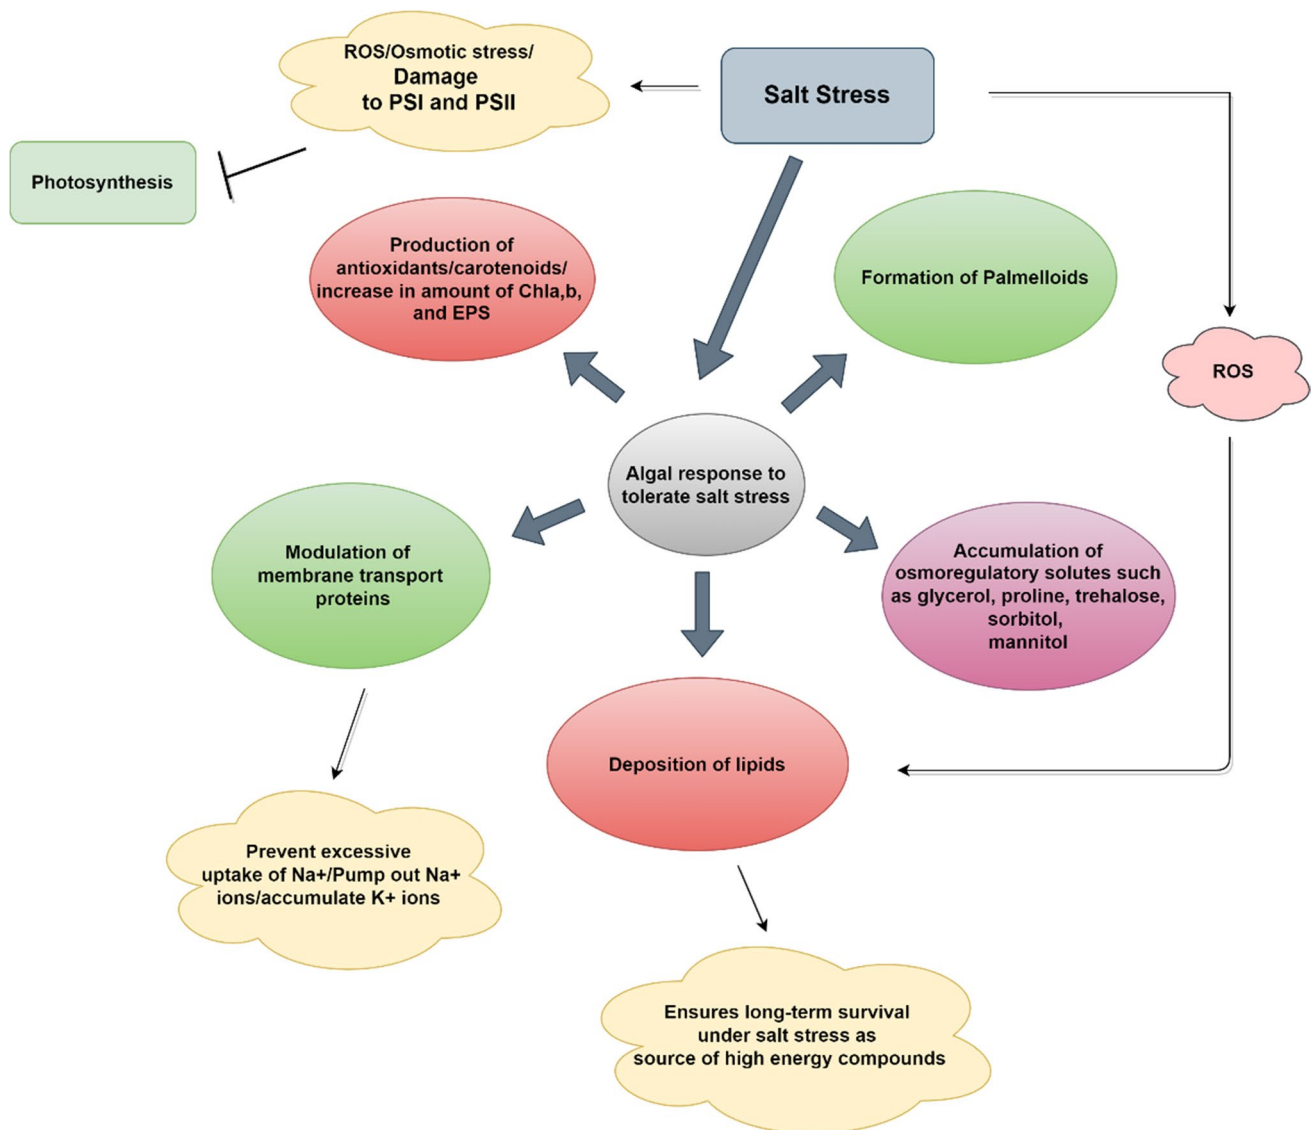 ROS/Osmotic stress/
Damage
to PSI and PSII
Salt Stress
Photosynthesis
Production of
antioxidants/carotenoids/
increase in amount of Chla,b,
and EPS
Formation of Palmelloids
ROS
Algal response to
tolerate salt stress
Modulation of
membrane transport
proteins
Accumulation of
osmoregulatory solutes such
as glycerol, proline, trehalose,
sorbitol,
mannitol
Deposition of lipids
Prevent excessive
uptake of Na+/Pump out Na+
ions/accumulate K+ ions
Ensures long-term survival
under salt stress as
source of high energy compounds